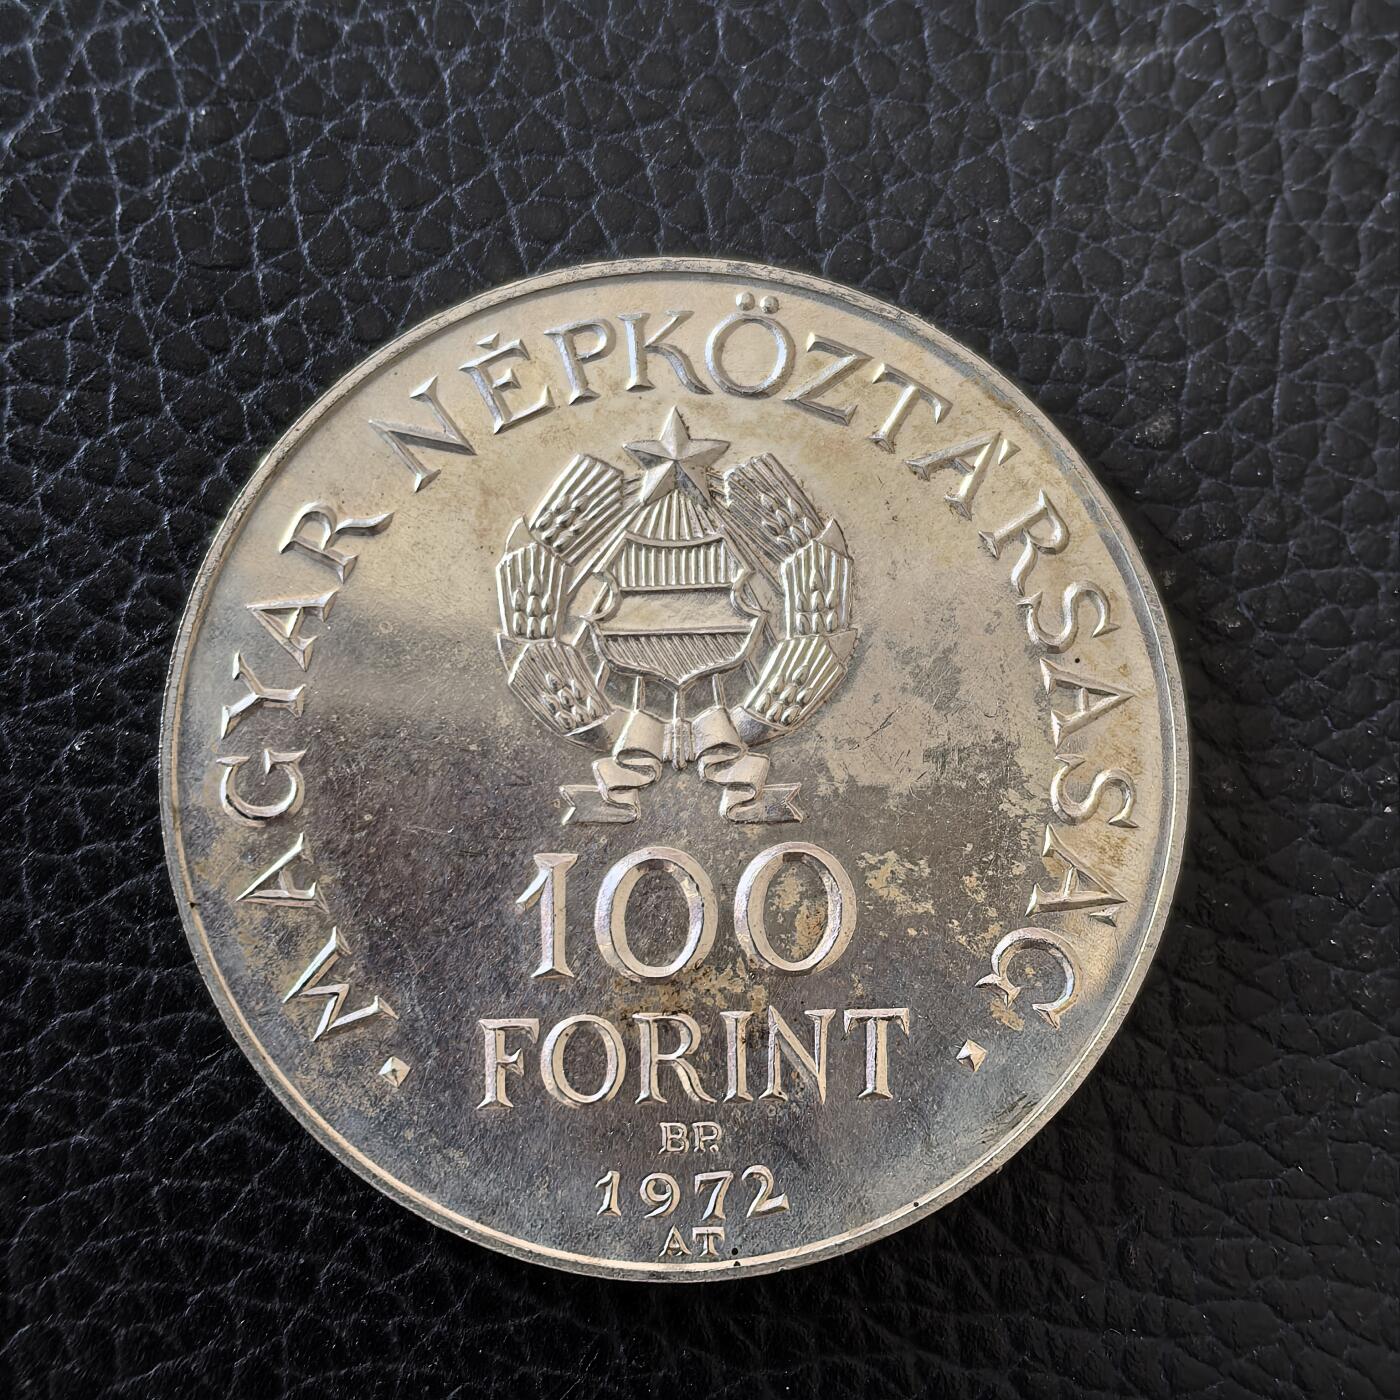 MAGYAR NÉPKÖZTÁRSASÁG
100
FORINT
BP.
1972
AT